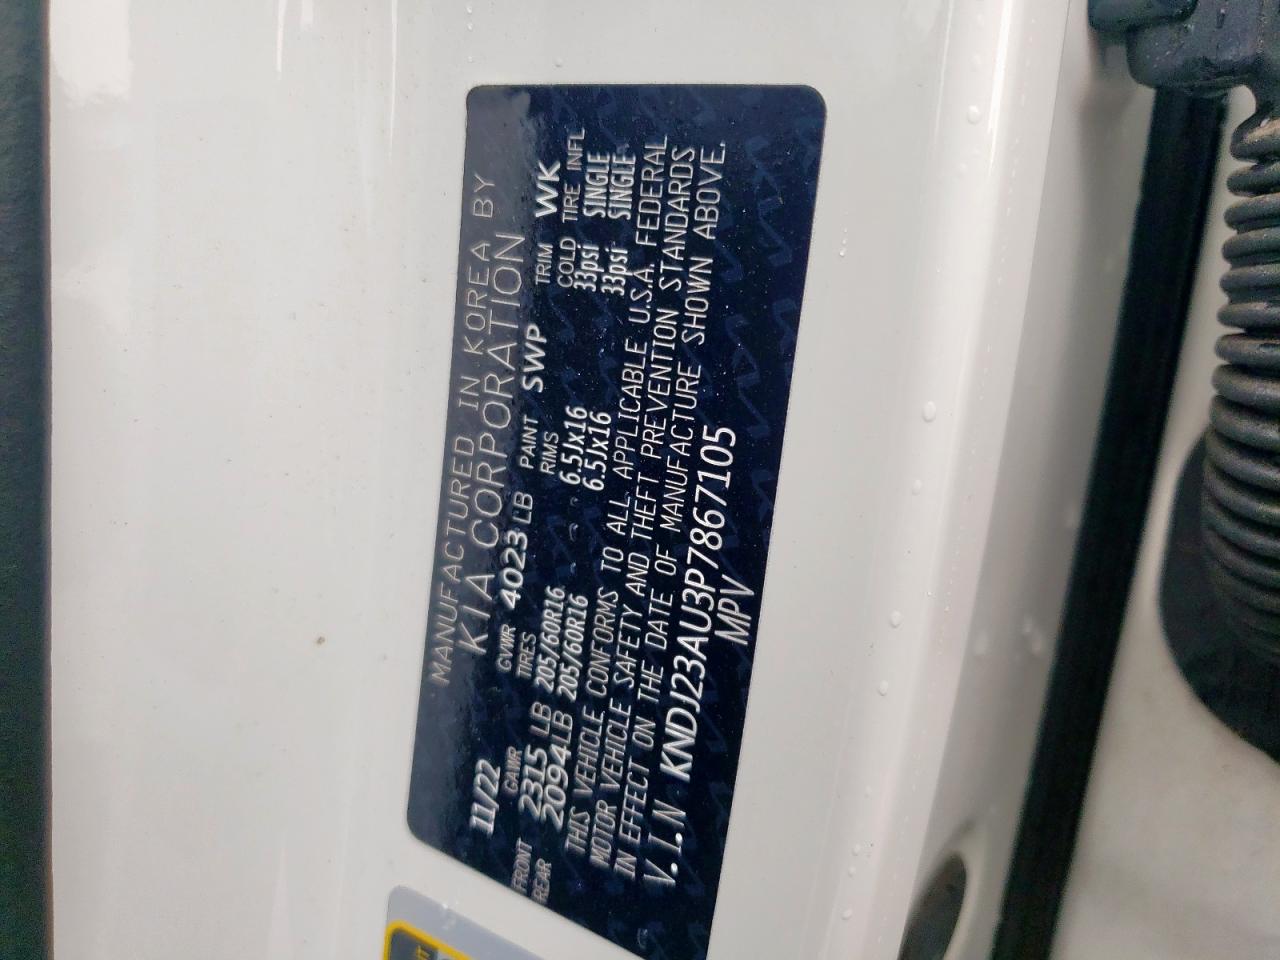 MANUFACTURED IN KOREA BY
KIA CORPORATION
11/22 GVWR 4023 LB PAINT SWP TRIM WK
GAWR TIRES RIMS COLD TIRE INFL
FRONT 2315 LB 205/60R16 6.5Jx16 33psi SINGLE
REAR 2094LB 205/60R16 6.5Jx16 33psi SINGLE
THIS VEHICLE CONFORMS TO ALL APPLICABLE U.S.A. FEDERAL
MOTOR VEHICLE SAFETY AND THEFT PREVENTION STANDARDS
IN EFFECT ON THE DATE OF MANUFACTURE SHOWN ABOVE.
V.I.N KNDJ23AU3P7867105
MPV